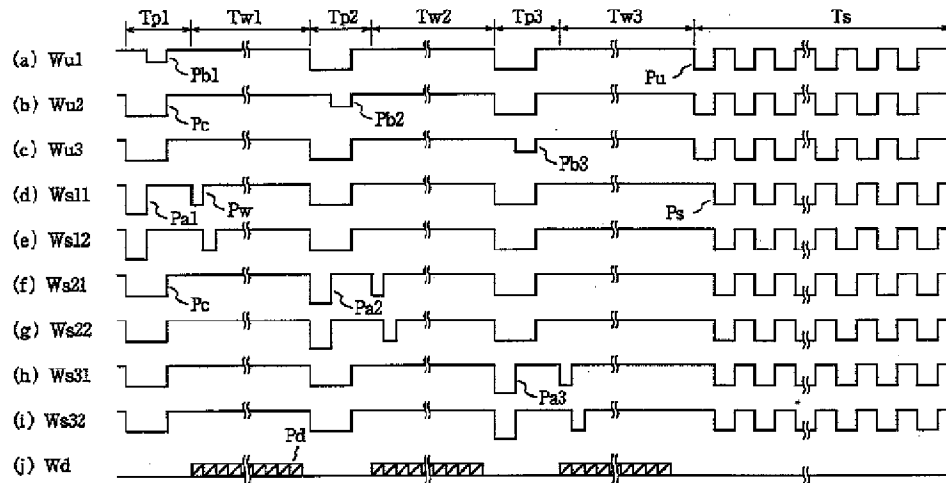 Tp1 Tw1 Tp2 Tw2 Tp3 Tw3 Ts
(a) Wu1 Pb1 Pu
(b) Wu2 Pc Pb2
(c) Wu3 Pb3
(d) Ws11 Pa1 Pw Ps
(e) Ws12
(f) Ws21 Pc Pa2
(g) Ws22
(h) Ws31 Pa3
(i) Ws32
(j) Wd Pd